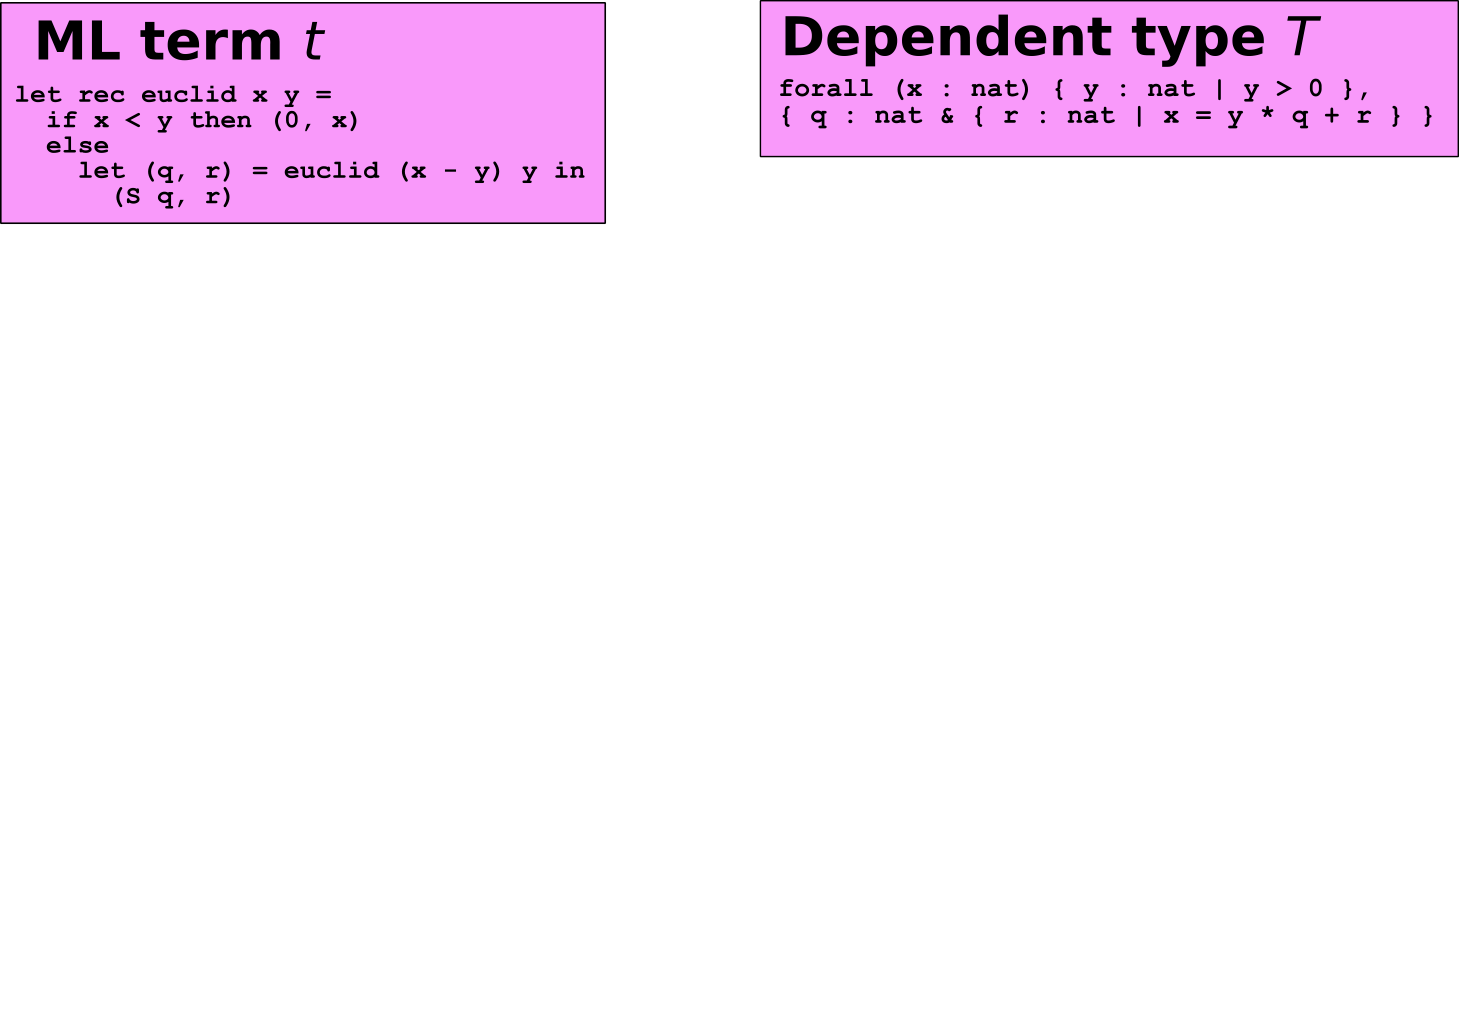 ML term t
let rec euclid x y =
  if x < y then (0, x)
  else
    let (q, r) = euclid (x - y) y in
      (S q, r)
Dependent type T
forall (x : nat) { y : nat | y > 0 },
{ q : nat & { r : nat | x = y * q + r } }